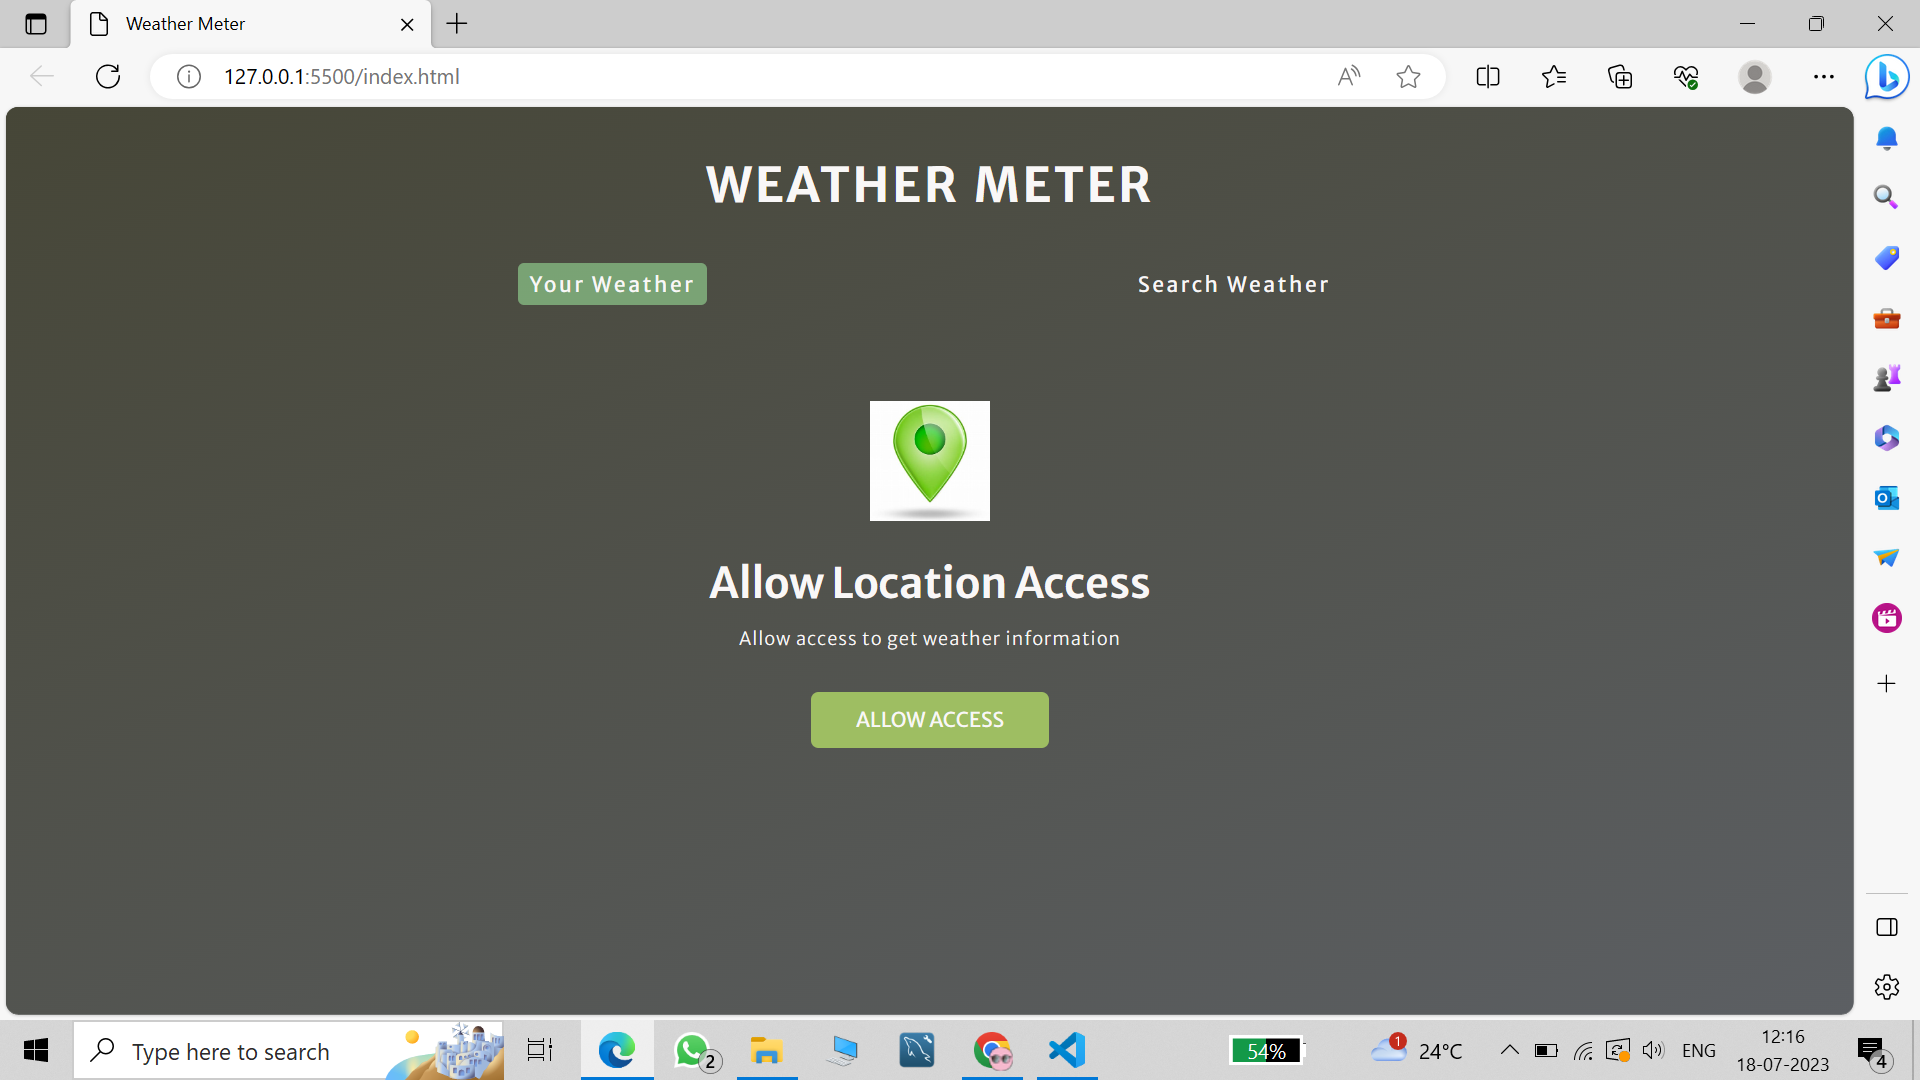 Weather Meter
127.0.0.1:5500/index.html
WEATHER METER
Your Weather
Search Weather
Allow Location Access
Allow access to get weather information
ALLOW ACCESS
Type here to search
2
54%
1
24°C
ENG
12:16
18-07-2023
4